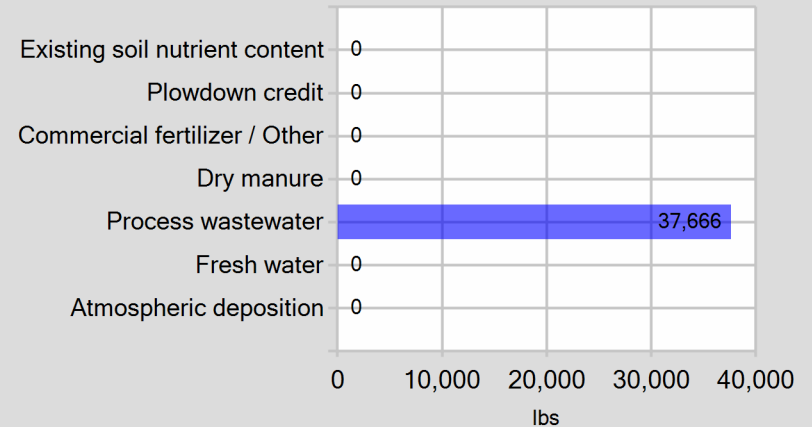 Existing soil nutrient content 0
Plowdown credit 0
Commercial fertilizer / Other 0
Dry manure 0
Process wastewater 37,666
Fresh water 0
Atmospheric deposition 0
0 10,000 20,000 30,000 40,000
lbs